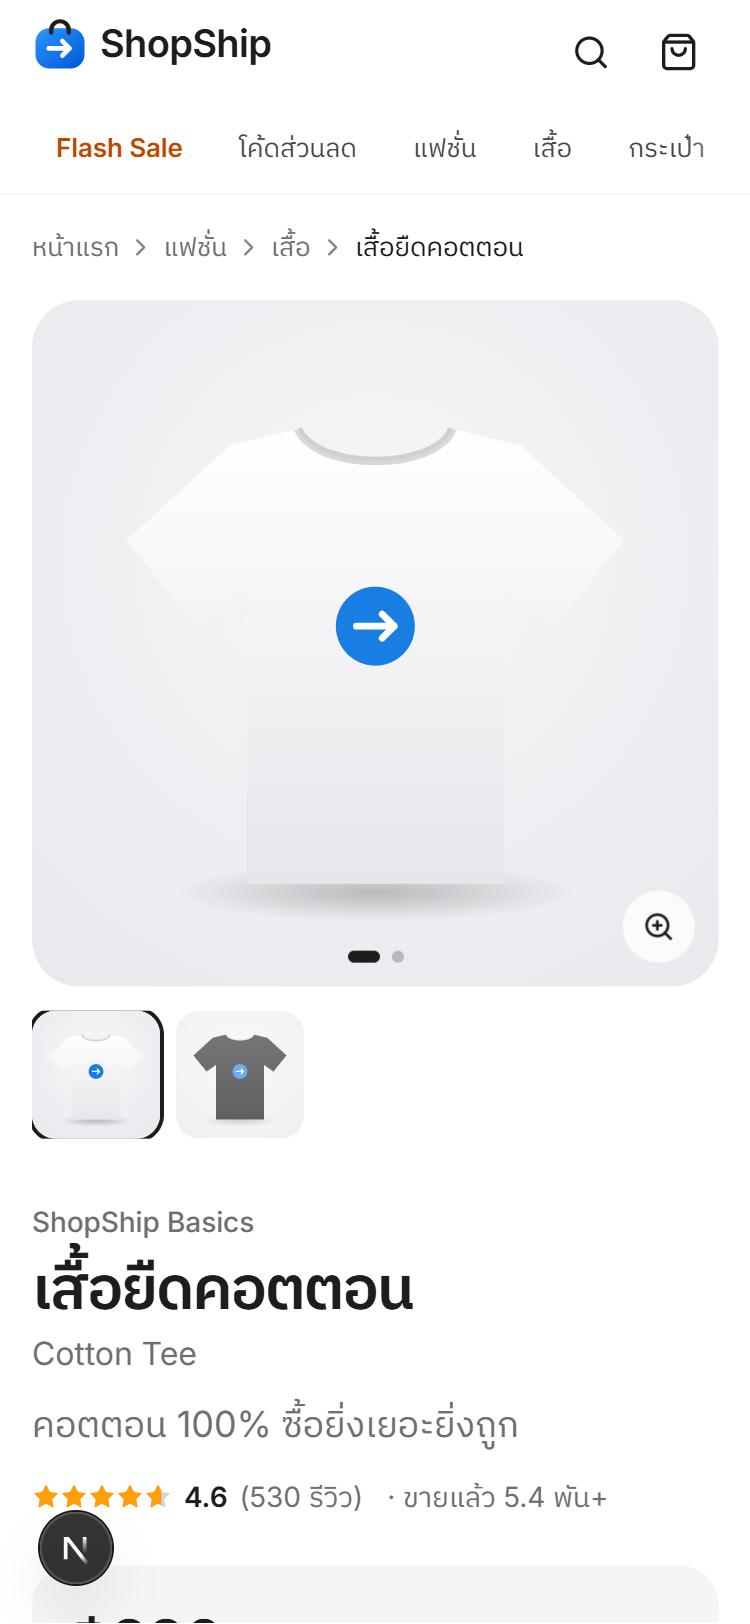 ShopShip
Flash Sale โค้ดส่วนลด แฟชั่น เสื้อ กระเป๋า
หน้าแรก > แฟชั่น > เสื้อ > เสื้อยืดคอตตอน
ShopShip Basics
เสื้อยืดคอตตอน
Cotton Tee
คอตตอน 100% ซื้อยิ่งเยอะยิ่งถูก
4.6 (530 รีวิว) · ขายแล้ว 5.4 พัน+
N